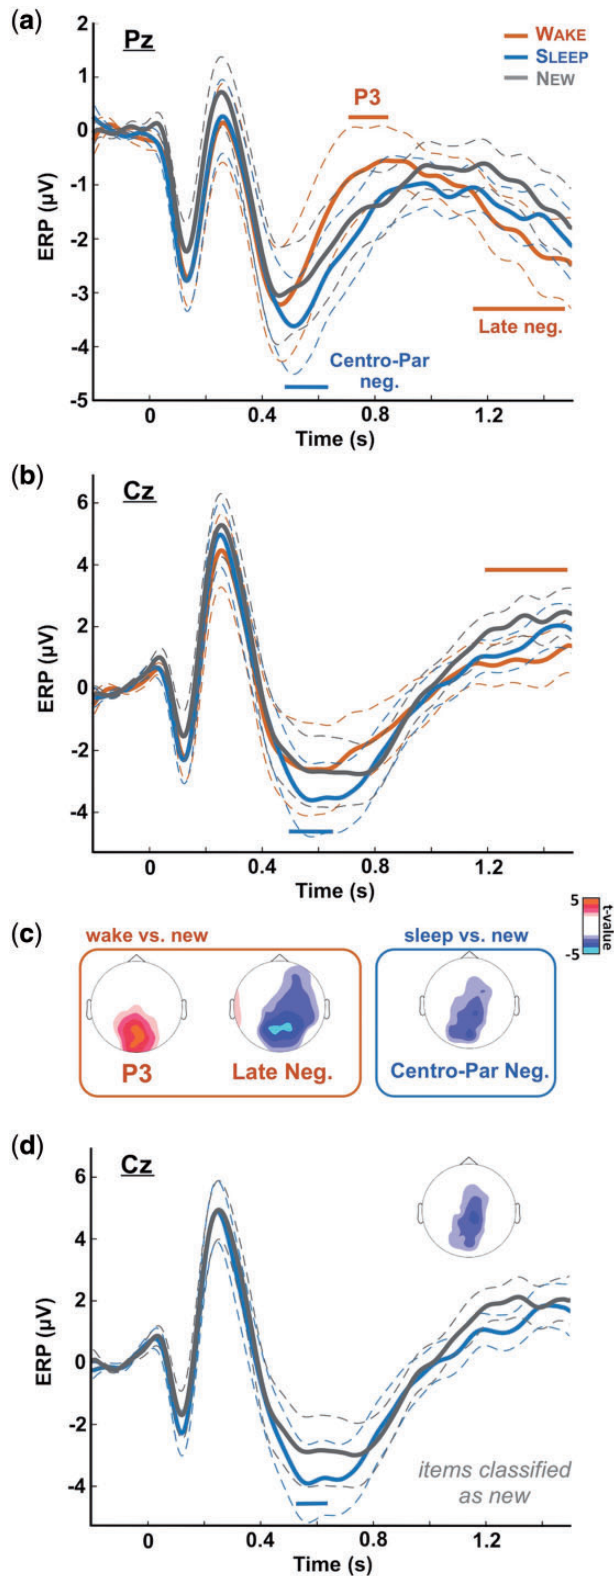 (a)
Pz
WAKE
SLEEP
NEW
P3
2
1
0
-1
-2
-3
-4
-5
ERP (µV)
Late neg.
Centro-Par
neg.
0 0.4 0.8 1.2
Time (s)
(b)
Cz
6
4
2
0
-2
-4
ERP (µV)
0 0.4 0.8 1.2
Time (s)
(c)
wake vs. new
sleep vs. new
5
-5
t-value
P3
Late Neg.
Centro-Par Neg.
(d)
Cz
6
4
2
0
-2
-4
ERP (µV)
items classified
as new
0 0.4 0.8 1.2
Time (s)